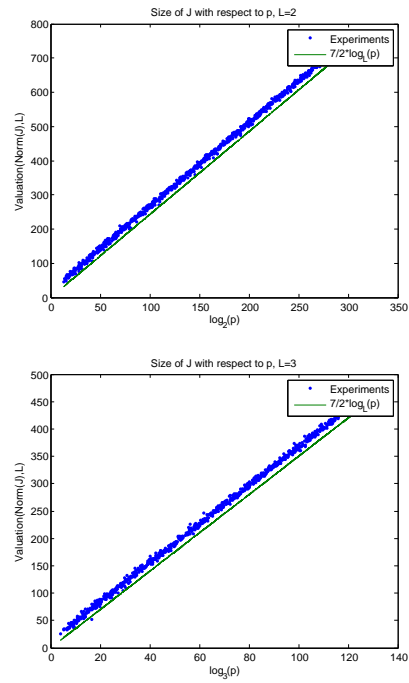 Size of J with respect to p, L=2
800
700
600
500
400
300
200
100
0
Valuation(Norm(J),L)
Experiments
7/2*log_L(p)
0 50 100 150 200 250 300 350
log_2(p)
Size of J with respect to p, L=3
500
450
400
350
300
250
200
150
100
50
0
Valuation(Norm(J),L)
Experiments
7/2*log_L(p)
0 20 40 60 80 100 120 140
log_3(p)